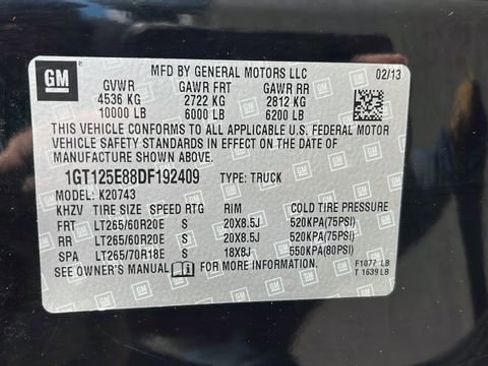 GM
MFD BY GENERAL MOTORS LLC 02/13
GVWR GAWR FRT GAWR RR
4536 KG 2722 KG 2812 KG
10000 LB 6000 LB 6200 LB
THIS VEHICLE CONFORMS TO ALL APPLICABLE U.S. FEDERAL MOTOR
VEHICLE SAFETY STANDARDS IN EFFECT ON THE DATE OF
MANUFACTURE SHOWN ABOVE.
1GT125E88DF192409 TYPE: TRUCK
MODEL: K20743
KHZV TIRE SIZE SPEED RTG RIM COLD TIRE PRESSURE
FRT LT265/60R20E S 20X8.5J 520KPA(75PSI)
RR LT265/60R20E S 20X8.5J 520KPA(75PSI)
SPA LT265/70R18E S 18X8J 550KPA(80PSI)
SEE OWNER'S MANUAL FOR MORE INFORMATION. F1077 LB
T 1639 LB